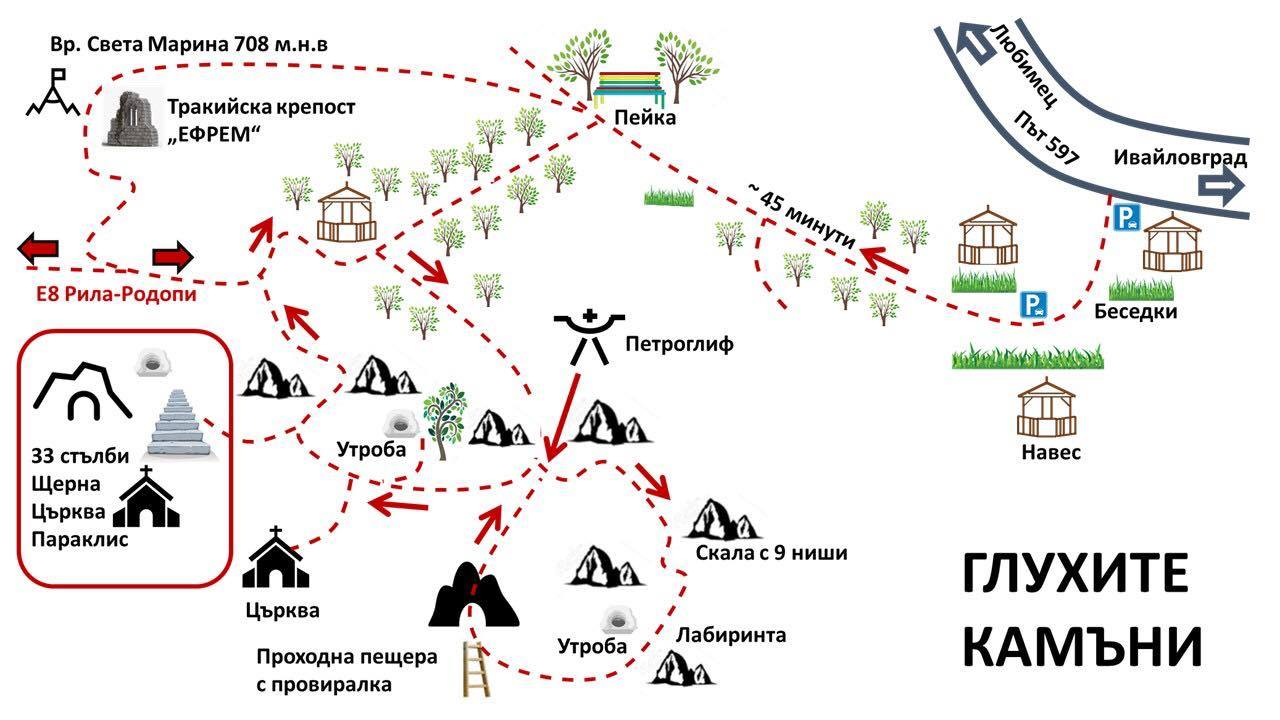 Вр. Света Марина 708 м.н.в
Тракийска крепост
„ЕФРЕМ“
Пейка
Любимец
Път 597
Ивайловград
P
~ 45 минути
P
Беседки
Е8 Рила-Родопи
Петроглиф
Навес
33 стълби
Щерна
Църква
Параклис
Утроба
Скала с 9 ниши
Църква
Утроба
Лабиринта
Проходна пещера
с провиралка
ГЛУХИТЕ
КАМЪНИ